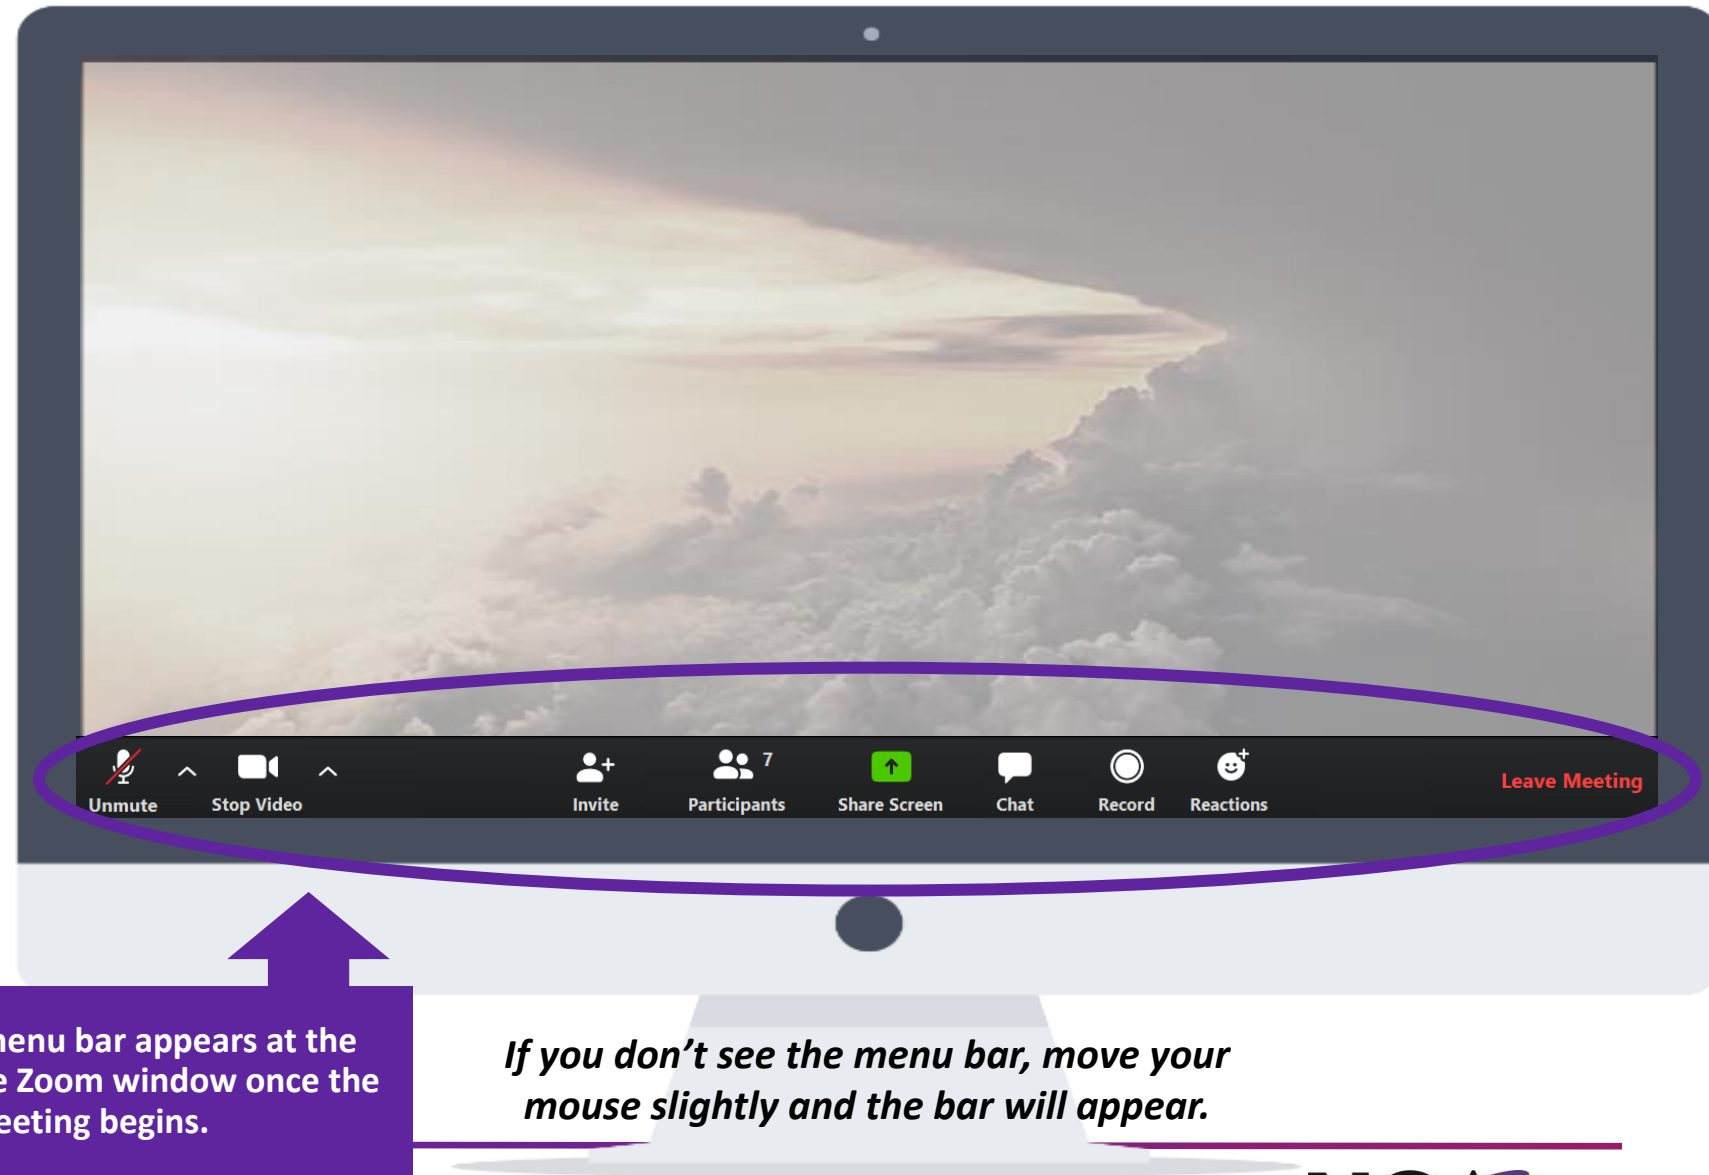 Unmute
Stop Video
Invite
Participants 7
Share Screen
Chat
Record
Reactions
Leave Meeting
menu bar appears at the
Zoom window once the
begins.
If you don’t see the menu bar, move your
mouse slightly and the bar will appear.